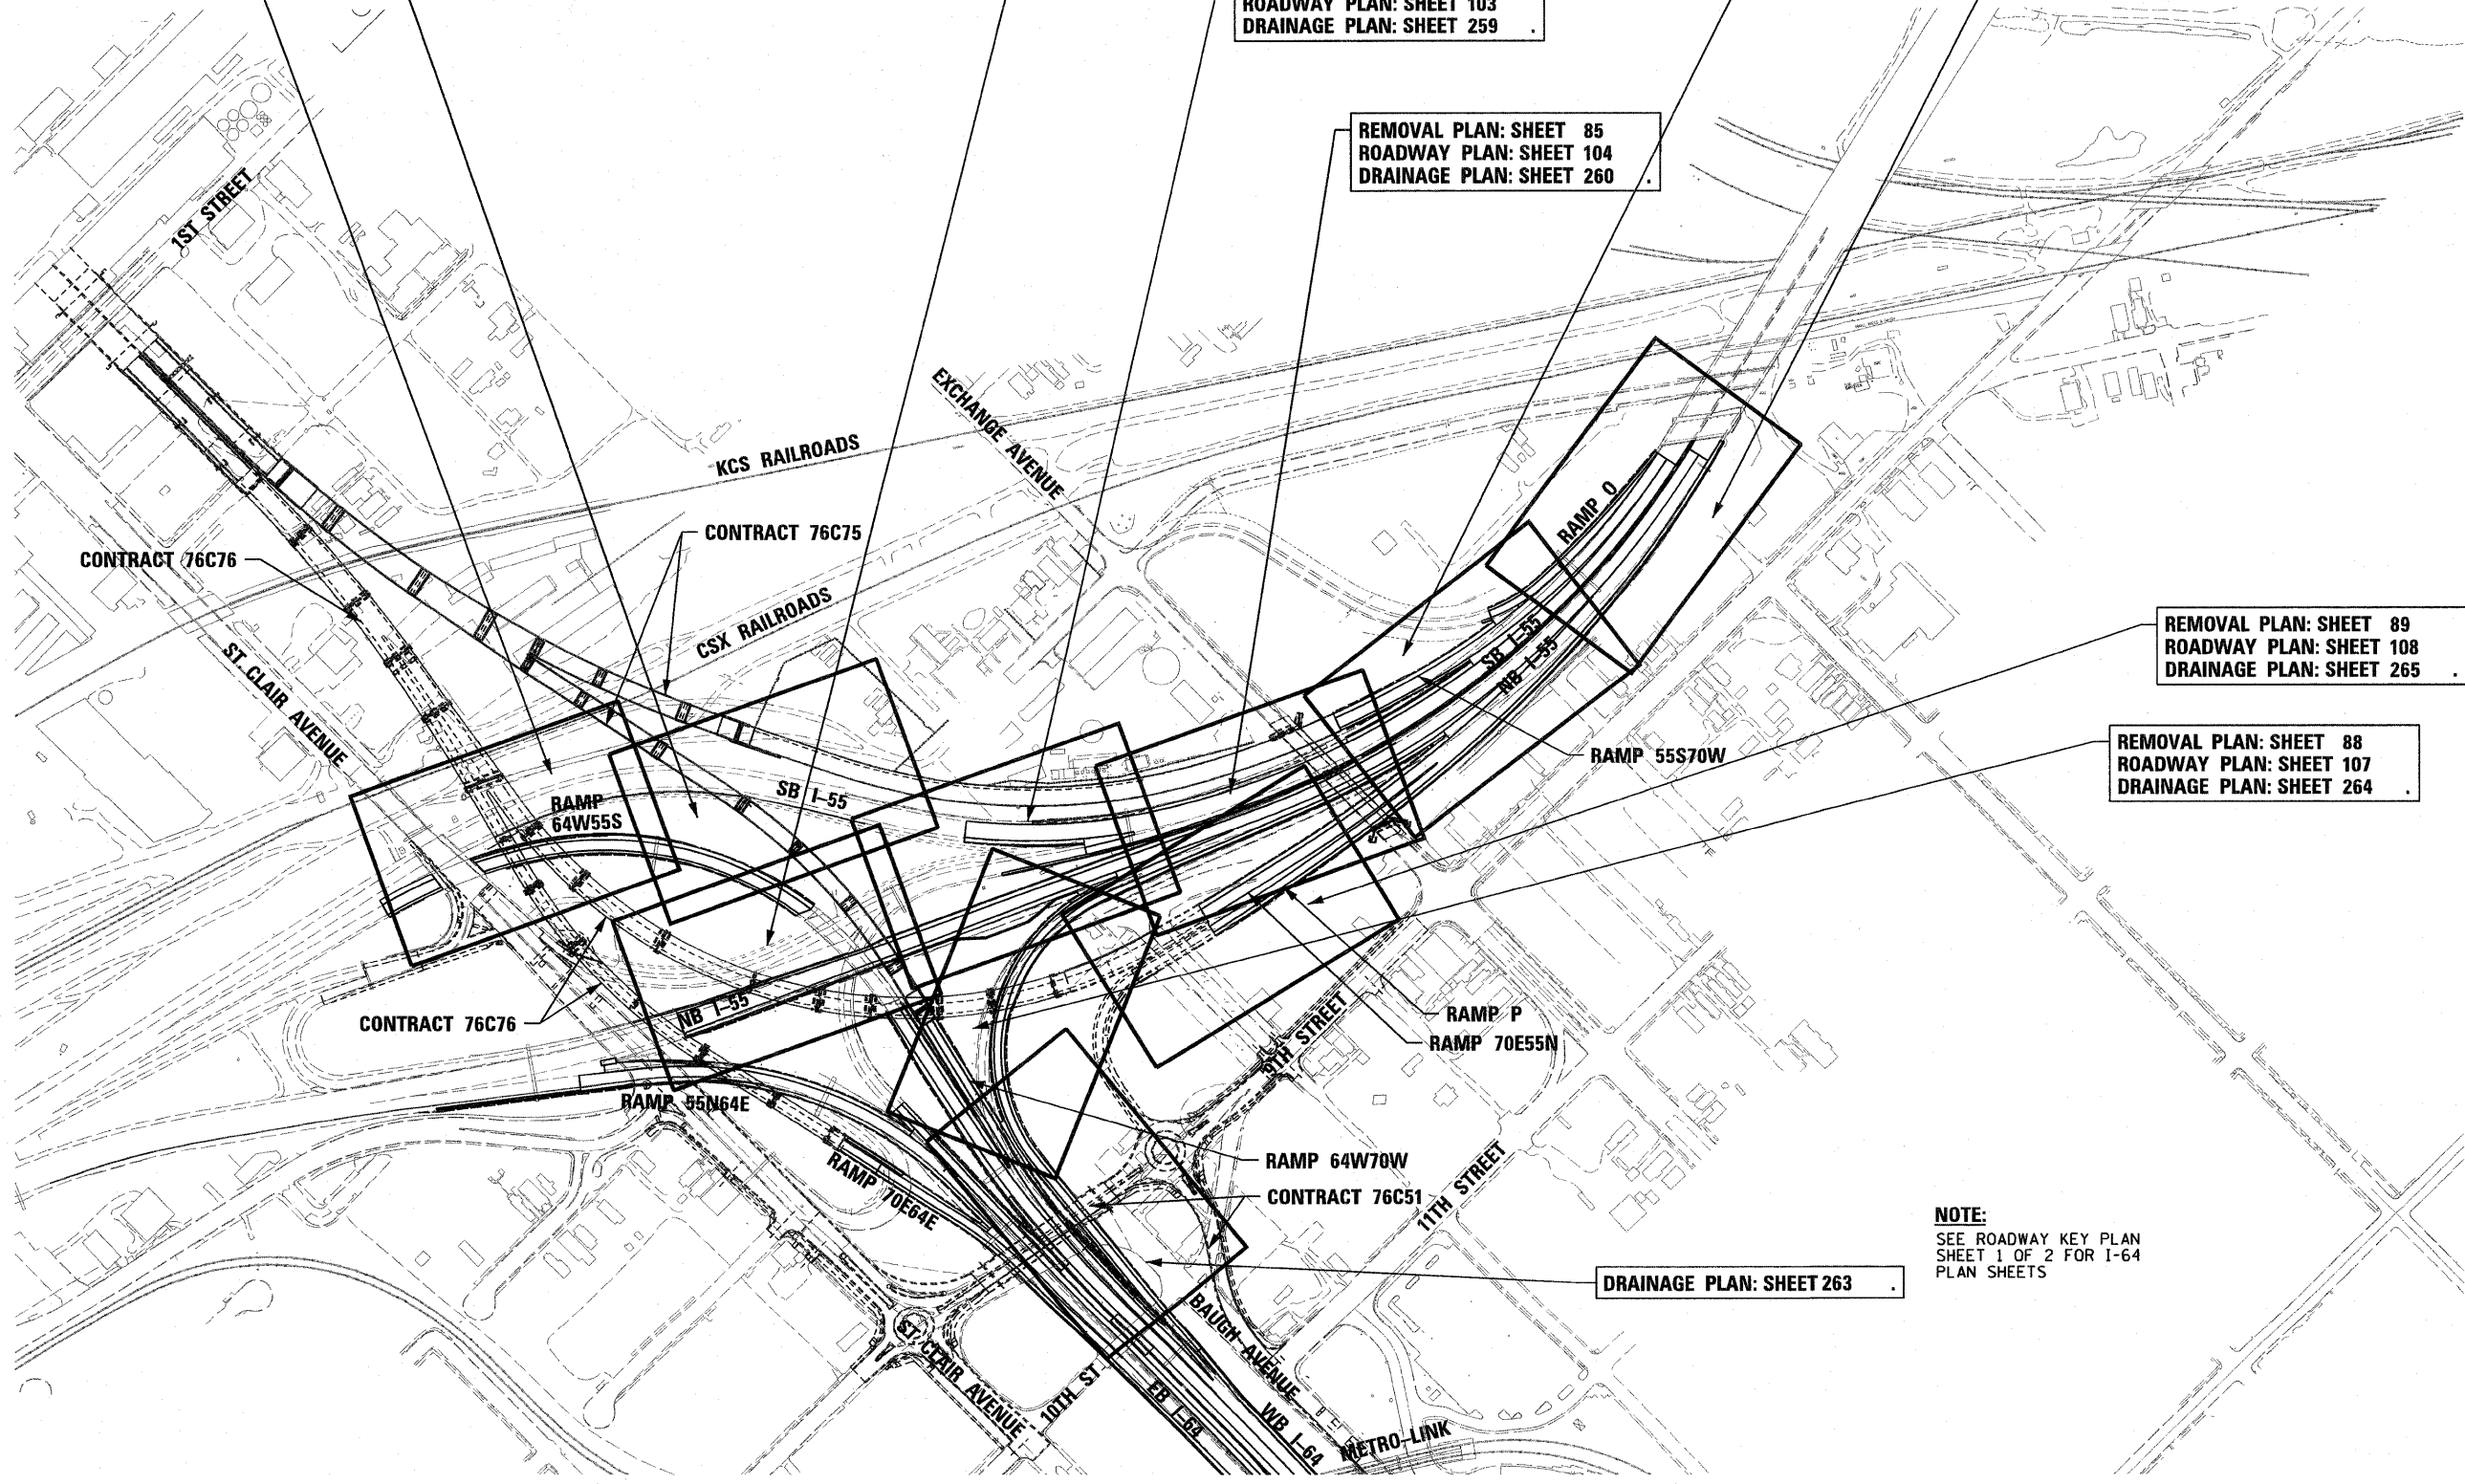 ROADWAY PLAN: SHEET 103
DRAINAGE PLAN: SHEET 259 .
REMOVAL PLAN: SHEET 85
ROADWAY PLAN: SHEET 104
DRAINAGE PLAN: SHEET 260 .
1ST STREET
EXCHANGE AVENUE
KCS RAILROADS
RAMP O
CONTRACT 76C75
CONTRACT 76C76
CSX RAILROADS
ST. CLAIR AVENUE
SB I-55
NB I-55
REMOVAL PLAN: SHEET 89
ROADWAY PLAN: SHEET 108
DRAINAGE PLAN: SHEET 265 .
RAMP 55S70W
REMOVAL PLAN: SHEET 88
ROADWAY PLAN: SHEET 107
DRAINAGE PLAN: SHEET 264 .
SB I-55
RAMP
64W55S
NB I-55
CONTRACT 76C76
RAMP P
RAMP 70E55N
9TH STREET
RAMP 55N64E
RAMP 70E64E
RAMP 64W70W
CONTRACT 76C51
11TH STREET
NOTE:
SEE ROADWAY KEY PLAN
SHEET 1 OF 2 FOR I-64
PLAN SHEETS
DRAINAGE PLAN: SHEET 263 .
BAUGH AVENUE
ST. CLAIR AVENUE
10TH ST
EB I-64
WB I-64
METRO-LINK